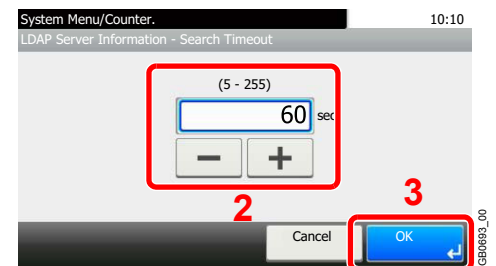 System Menu/Counter. 10:10
LDAP Server Information - Search Timeout
(5 - 255)
60 sec
− +
2
3
Cancel OK
GB0693_00